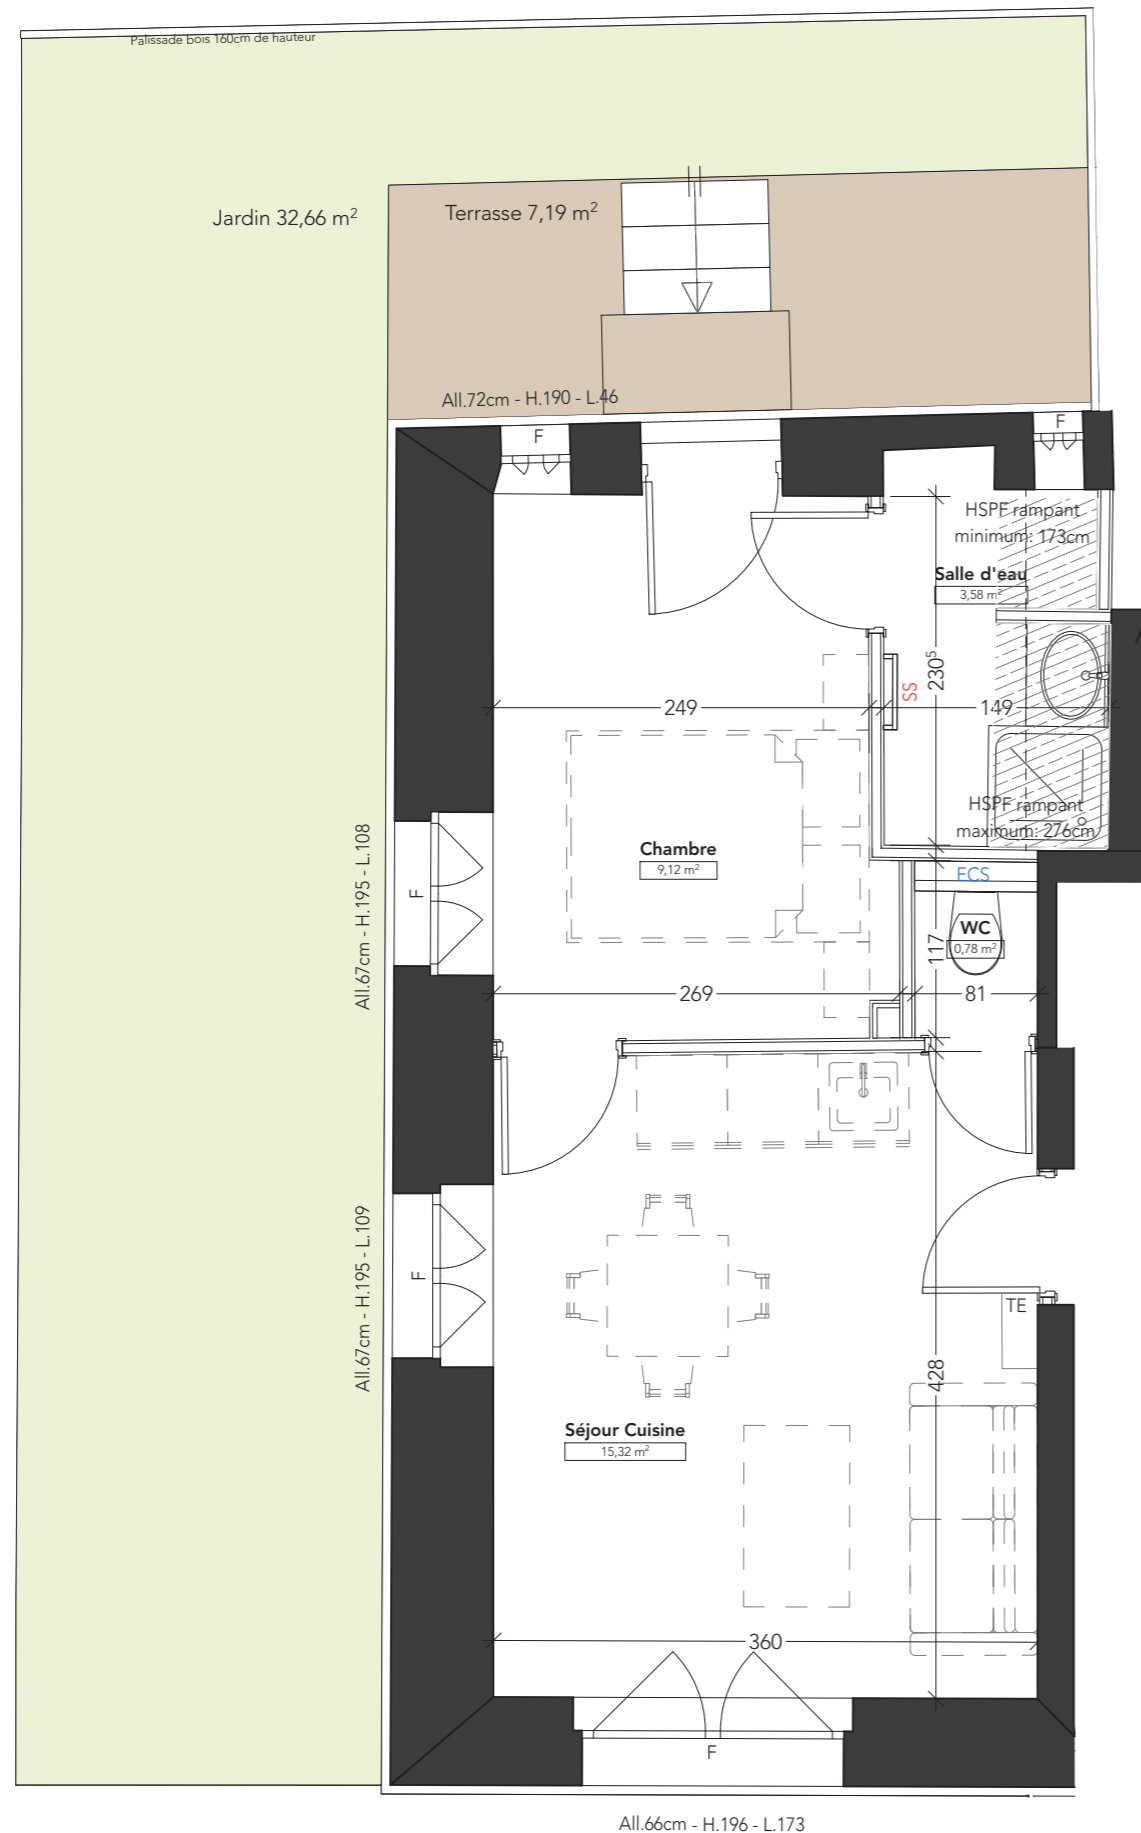 Palissade bois 160cm de hauteur
Jardin 32,66 m²
Terrasse 7,19 m²
All.72cm - H.190 - L.46
F
F
HSPF rampant
minimum: 173cm
Salle d'eau
3,58 m²
230⁵
SS
249
149
HSPF rampant
maximum: 276cm
Chambre
9,12 m²
All.67cm - H.195 - L.108
F
ECS
WC
0,78 m²
117
269
81
All.67cm - H.195 - L.109
F
TE
428
Séjour Cuisine
15,32 m²
360
F
All.66cm - H.196 - L.173